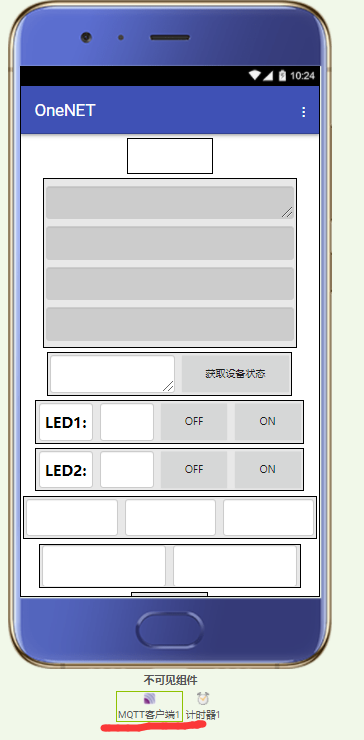 10:24
OneNET
获取设备状态
LED1: OFF ON
LED2: OFF ON
不可见组件
MQTT客户端1 计时器1